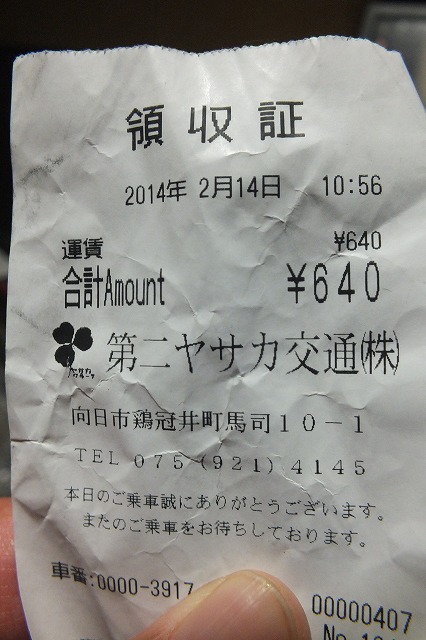 領収証
2014年 2月14日 10:56
運賃 ¥640
合計Amount ¥640
第二ヤサカ交通㈱
向日市鶏冠井町馬司10-1
TEL 075(921)4145
本日のご乗車誠にありがとうございます。
またのご乗車をお待ちしております。
車番:0000-3917
00000407
No